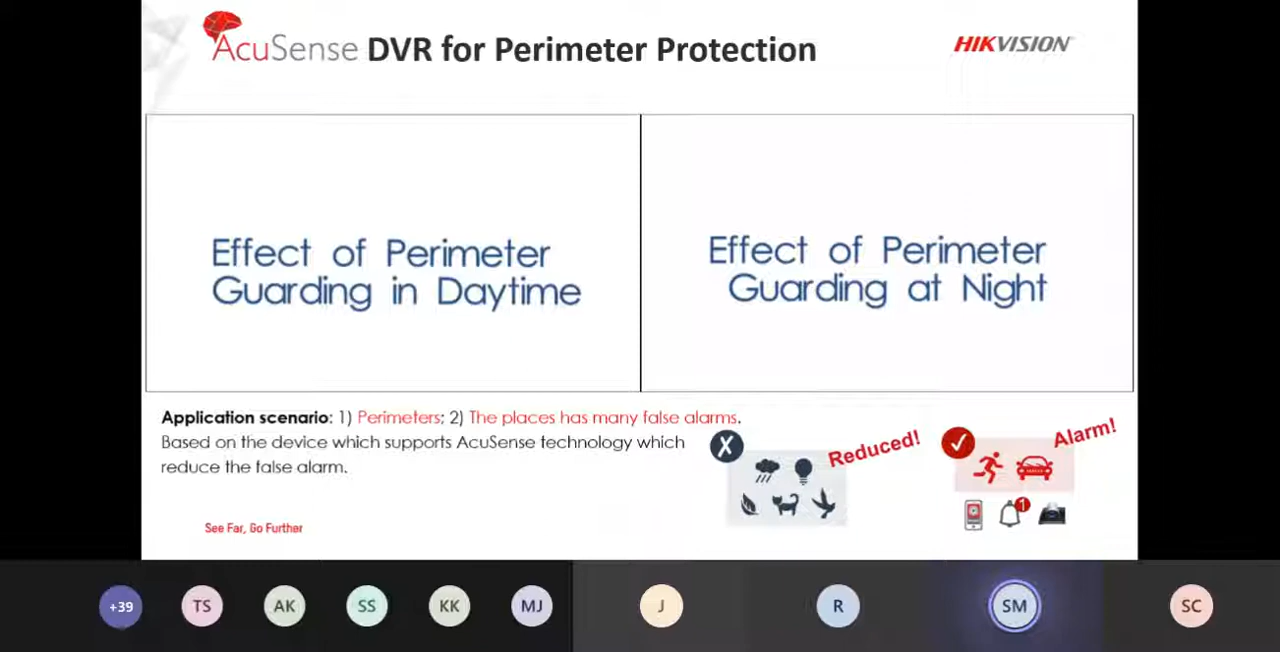 AcuSense DVR for Perimeter Protection
HIKVISION
Effect of Perimeter
Guarding in Daytime
Effect of Perimeter
Guarding at Night
Application scenario: 1) Perimeters; 2) The places has many false alarms.
Based on the device which supports AcuSense technology which
reduce the false alarm.
X
Reduced!
Alarm!
1
See Far, Go Further
+39
TS
AK
SS
KK
MJ
J
R
SM
SC